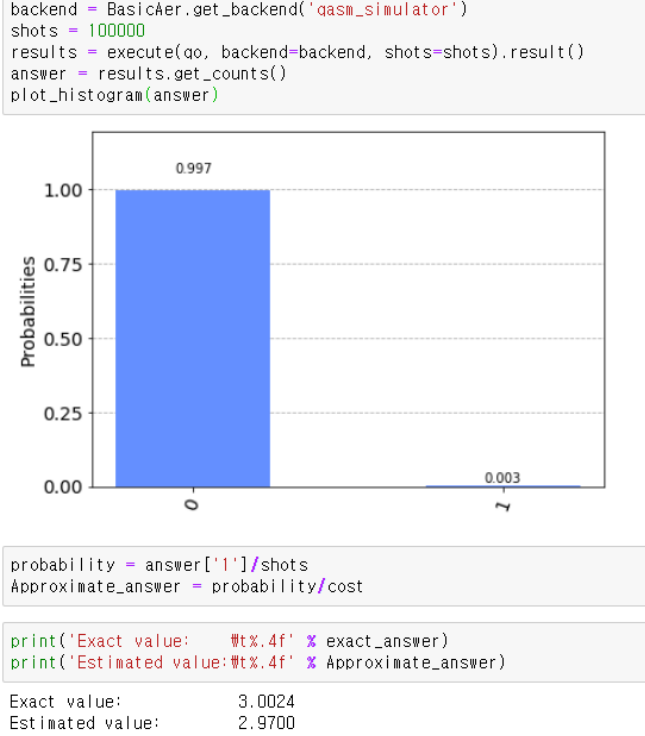 backend = BasicAer.get_backend('qasm_simulator')
shots = 100000
results = execute(qo, backend=backend, shots=shots).result()
answer = results.get_counts()
plot_histogram(answer)
0.997
1.00
0.75
0.50
0.25
0.00
Probabilities
0.003
0
1
probability = answer['1']/shots
Approximate_answer = probability/cost
print('Exact value:    ₩t%.4f' % exact_answer)
print('Estimated value:₩t%.4f' % Approximate_answer)
Exact value:            3.0024
Estimated value:        2.9700